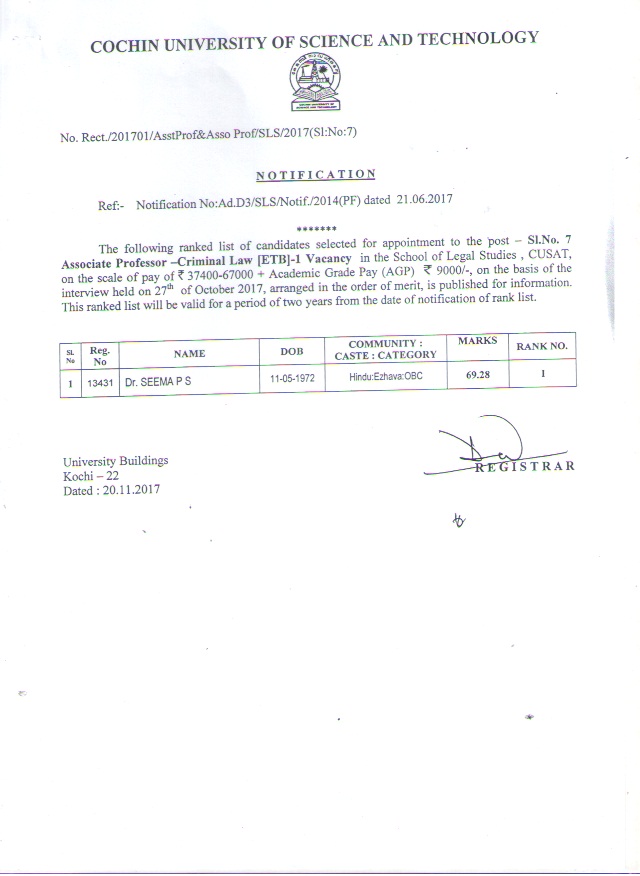 COCHIN UNIVERSITY OF SCIENCE AND TECHNOLOGY
COCHIN UNIVERSITY OF
SCIENCE AND TECHNOLOGY
No. Rect./201701/AsstProf&Asso Prof/SLS/2017(Sl:No:7)
NOTIFICATION
Ref:- Notification No:Ad.D3/SLS/Notif./2014(PF) dated 21.06.2017
*******
The following ranked list of candidates selected for appointment to the post – Sl.No. 7
Associate Professor –Criminal Law [ETB]-1 Vacancy in the School of Legal Studies , CUSAT,
on the scale of pay of ₹ 37400-67000 + Academic Grade Pay (AGP) ₹ 9000/-, on the basis of the
interview held on 27th of October 2017, arranged in the order of merit, is published for information.
This ranked list will be valid for a period of two years from the date of notification of rank list.
Sl. No Reg. No NAME DOB COMMUNITY : CASTE : CATEGORY MARKS RANK NO.
1 13431 Dr. SEEMA P S 11-05-1972 Hindu:Ezhava:OBC 69.28 1
University Buildings
Kochi – 22
Dated : 20.11.2017
REGISTRAR